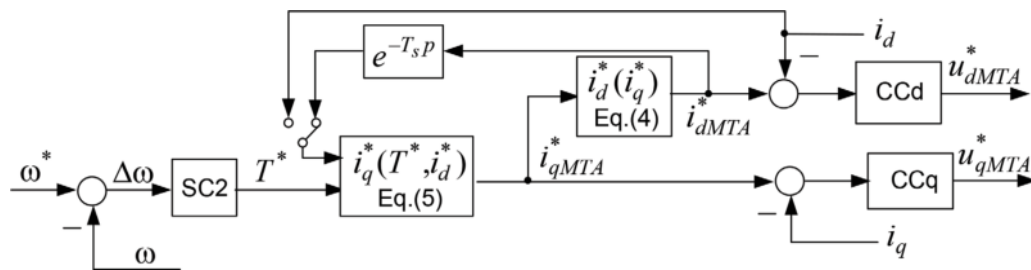 i_d
e^{-T_s p}
−
i_d^*(i_q^*)
Eq.(4)
CCd
u_{dMTA}^*
i_{dMTA}^*
ω^*
Δω
SC2
T^*
i_q^*(T^*,i_d^*)
Eq.(5)
i_{qMTA}^*
CCq
u_{qMTA}^*
−
ω
−
i_q